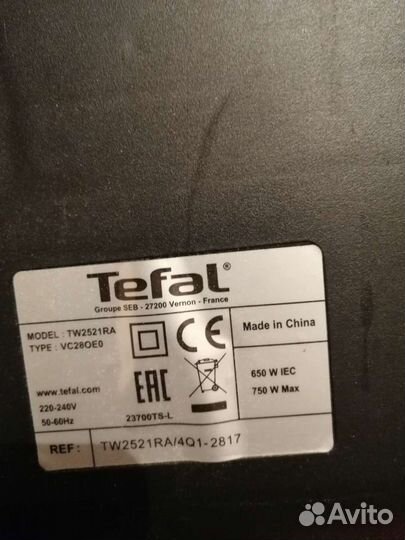 Tefal®
Groupe SEB - 27200 Vernon - France
MODEL : TW2521RA
TYPE : VC28OE0
CE
Made in China
www.tefal.com
220-240V
50-60Hz
EAC
23700TS-L
650 W IEC
750 W Max
REF : TW2521RA/4Q1-2817
Avito